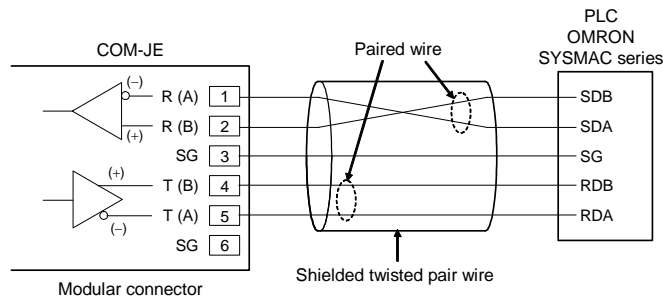 PLC
OMRON
SYSMAC series
COM-JE
Paired wire
(−)
R (A) 1
SDB
R (B) 2
SDA
(+)
SG 3
SG
(+)
T (B) 4
RDB
T (A) 5
RDA
(−)
SG 6
Shielded twisted pair wire
Modular connector